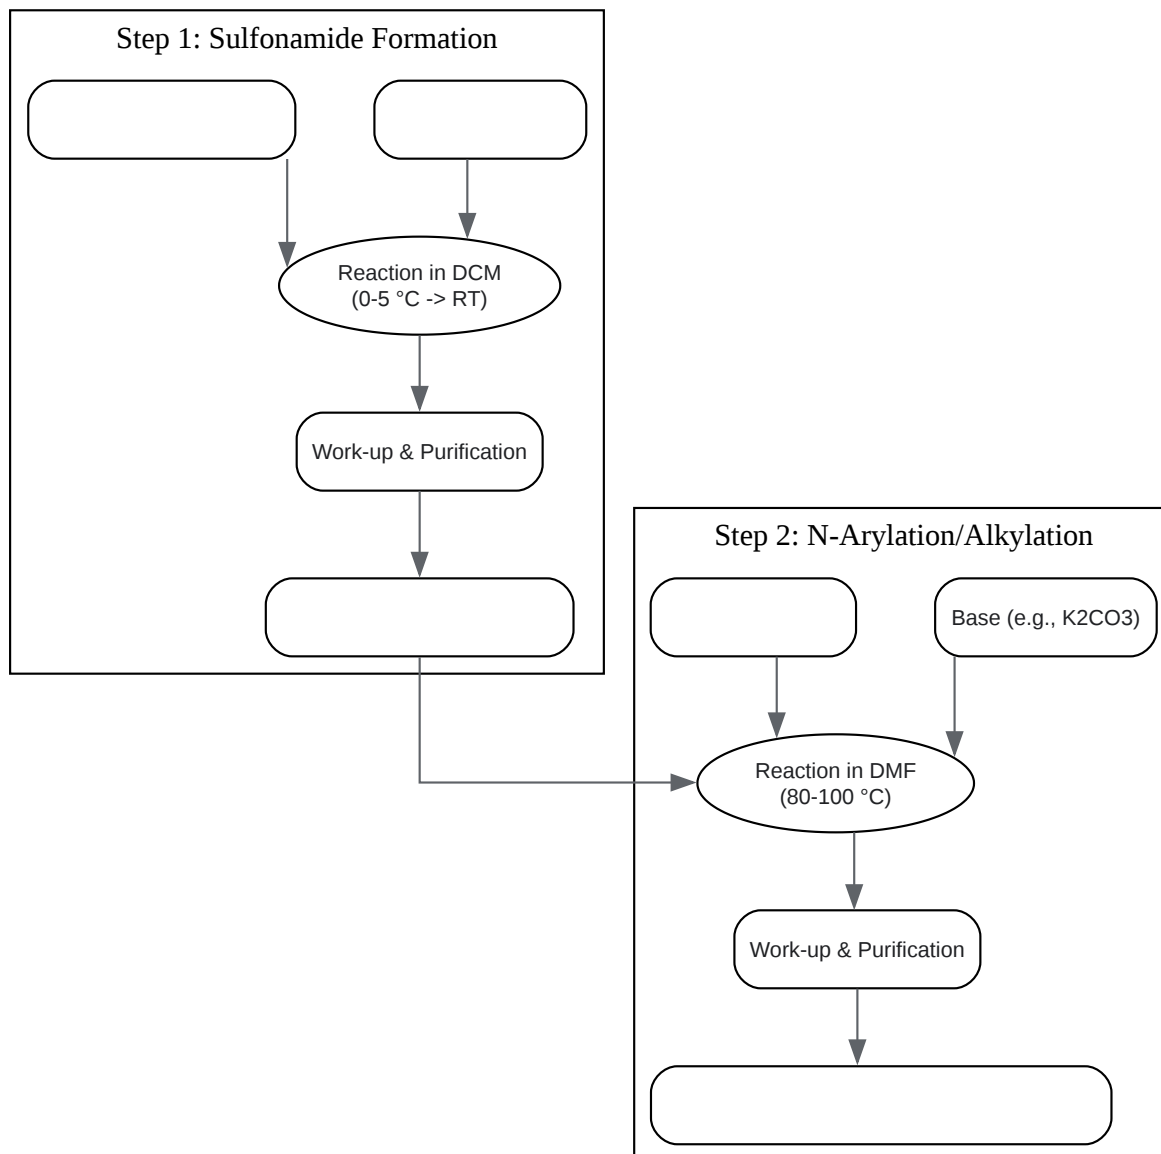 Step 1: Sulfonamide Formation
Reaction in DCM
(0-5 °C -> RT)
Work-up & Purification
Step 2: N-Arylation/Alkylation
Base (e.g., K2CO3)
Reaction in DMF
(80-100 °C)
Work-up & Purification